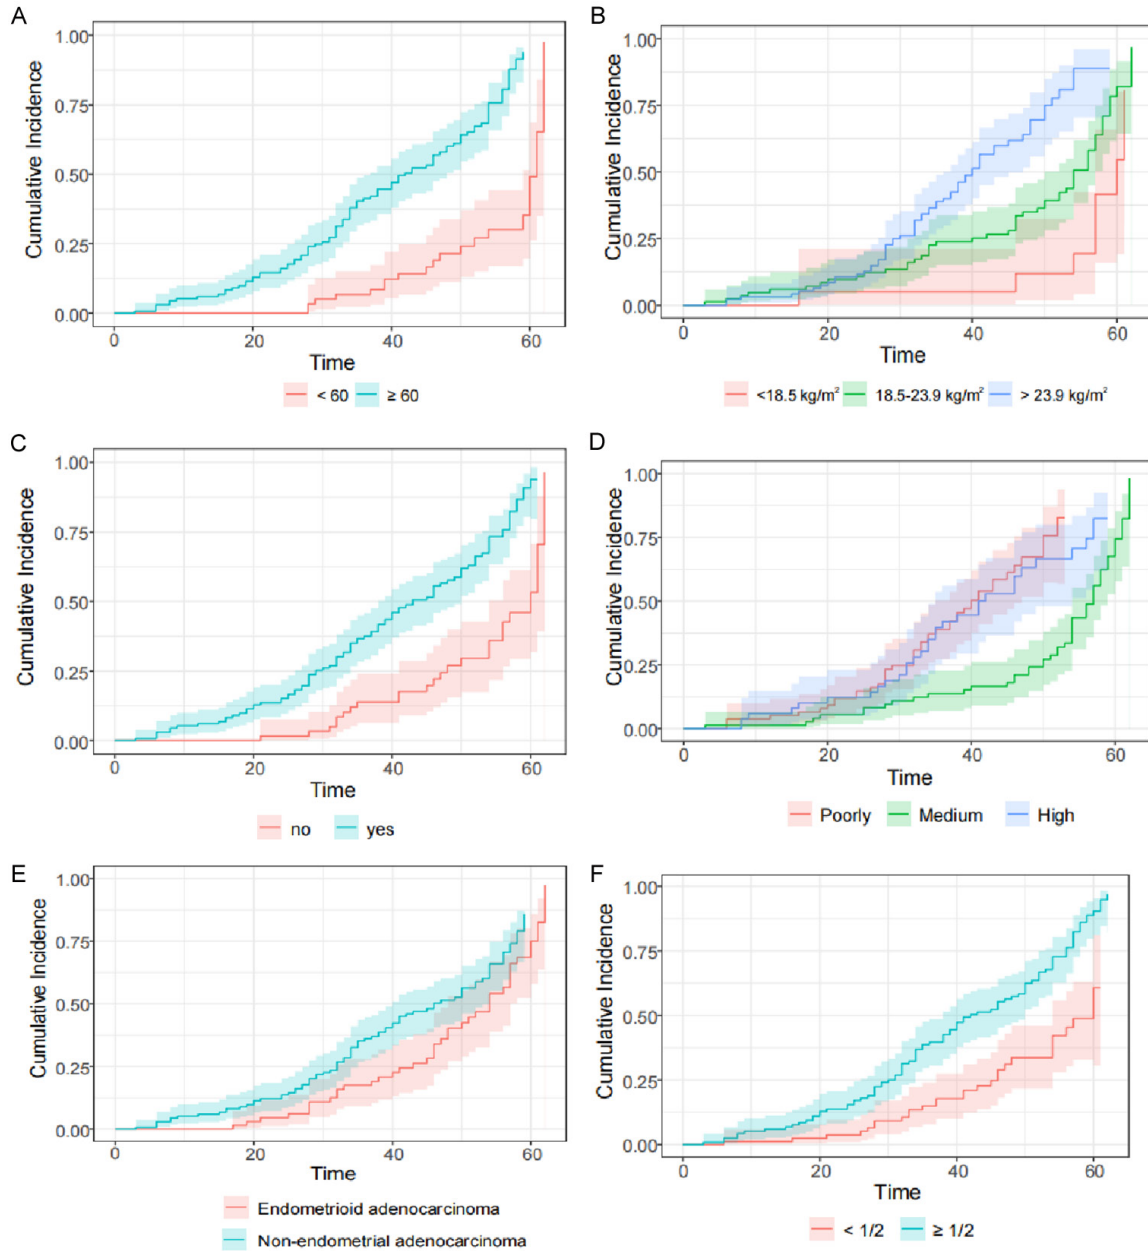 A
1.00
0.75
0.50
0.25
0.00
Cumulative Incidence
0 20 40 60
Time
< 60 ≥ 60
B
1.00
0.75
0.50
0.25
0.00
Cumulative Incidence
0 20 40 60
Time
<18.5 kg/m² 18.5-23.9 kg/m² > 23.9 kg/m²
C
1.00
0.75
0.50
0.25
0.00
Cumulative Incidence
0 20 40 60
Time
no yes
D
1.00
0.75
0.50
0.25
0.00
Cumulative Incidence
0 20 40 60
Time
Poorly Medium High
E
1.00
0.75
0.50
0.25
0.00
Cumulative Incidence
0 20 40 60
Time
Endometrioid adenocarcinoma
Non-endometrial adenocarcinoma
F
1.00
0.75
0.50
0.25
0.00
Cumulative Incidence
0 20 40 60
Time
< 1/2 ≥ 1/2